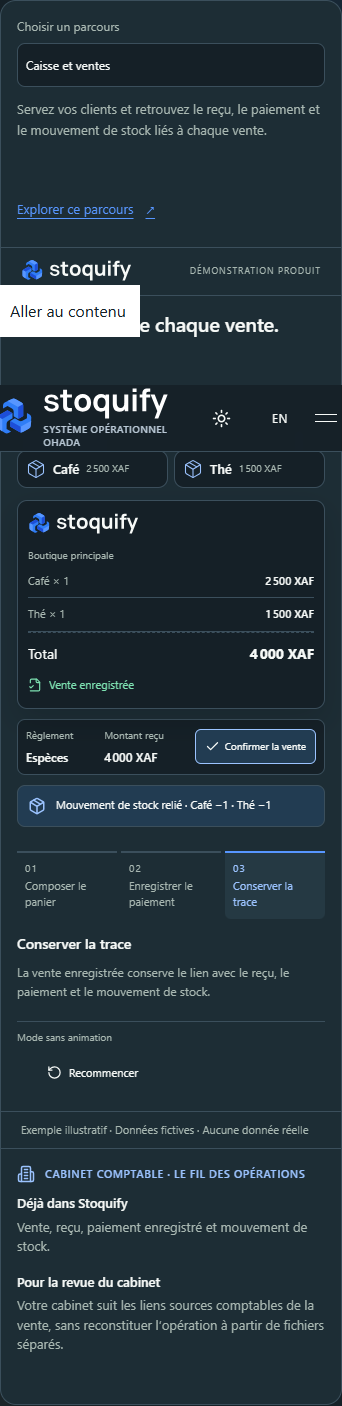 Choisir un parcours
Caisse et ventes
Servez vos clients et retrouvez le reçu, le paiement et
le mouvement de stock liés à chaque vente.
Explorer ce parcours ↗
stoquify
DÉMONSTRATION PRODUIT
Aller au contenu
e chaque vente.
stoquify
SYSTÈME OPÉRATIONNEL
OHADA
EN
Café 2 500 XAF
Thé 1 500 XAF
stoquify
Boutique principale
Café × 1 2 500 XAF
Thé × 1 1 500 XAF
Total 4 000 XAF
Vente enregistrée
Règlement
Espèces
Montant reçu
4 000 XAF
Confirmer la vente
Mouvement de stock relié · Café −1 · Thé −1
01
Composer le
panier
02
Enregistrer le
paiement
03
Conserver la
trace
Conserver la trace
La vente enregistrée conserve le lien avec le reçu, le
paiement et le mouvement de stock.
Mode sans animation
Recommencer
Exemple illustratif · Données fictives · Aucune donnée réelle
CABINET COMPTABLE · LE FIL DES OPÉRATIONS
Déjà dans Stoquify
Vente, reçu, paiement enregistré et mouvement de
stock.
Pour la revue du cabinet
Votre cabinet suit les liens sources comptables de la
vente, sans reconstituer l’opération à partir de fichiers
séparés.